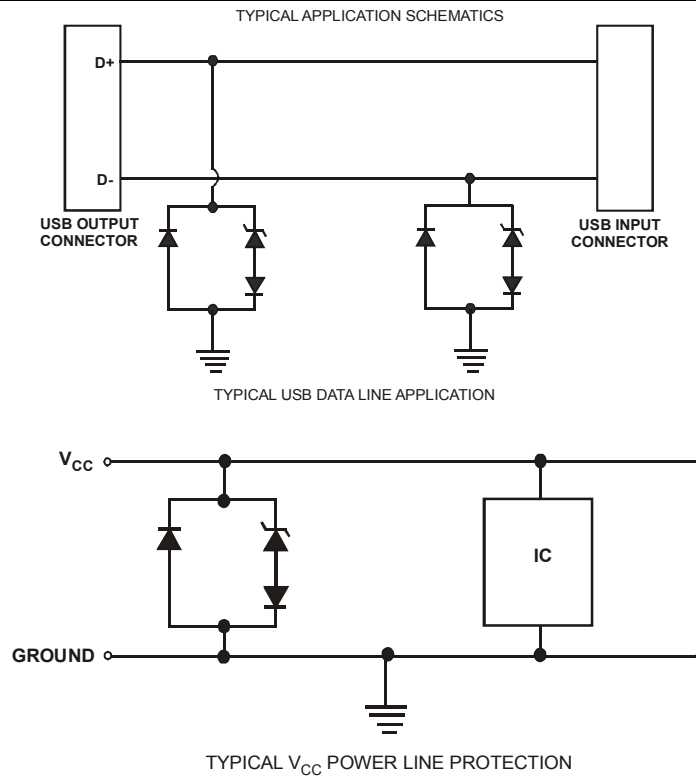 TYPICAL APPLICATION SCHEMATICS
D+
D-
USB OUTPUT
CONNECTOR
USB INPUT
CONNECTOR
TYPICAL USB DATA LINE APPLICATION
VCC
IC
GROUND
TYPICAL VCC POWER LINE PROTECTION